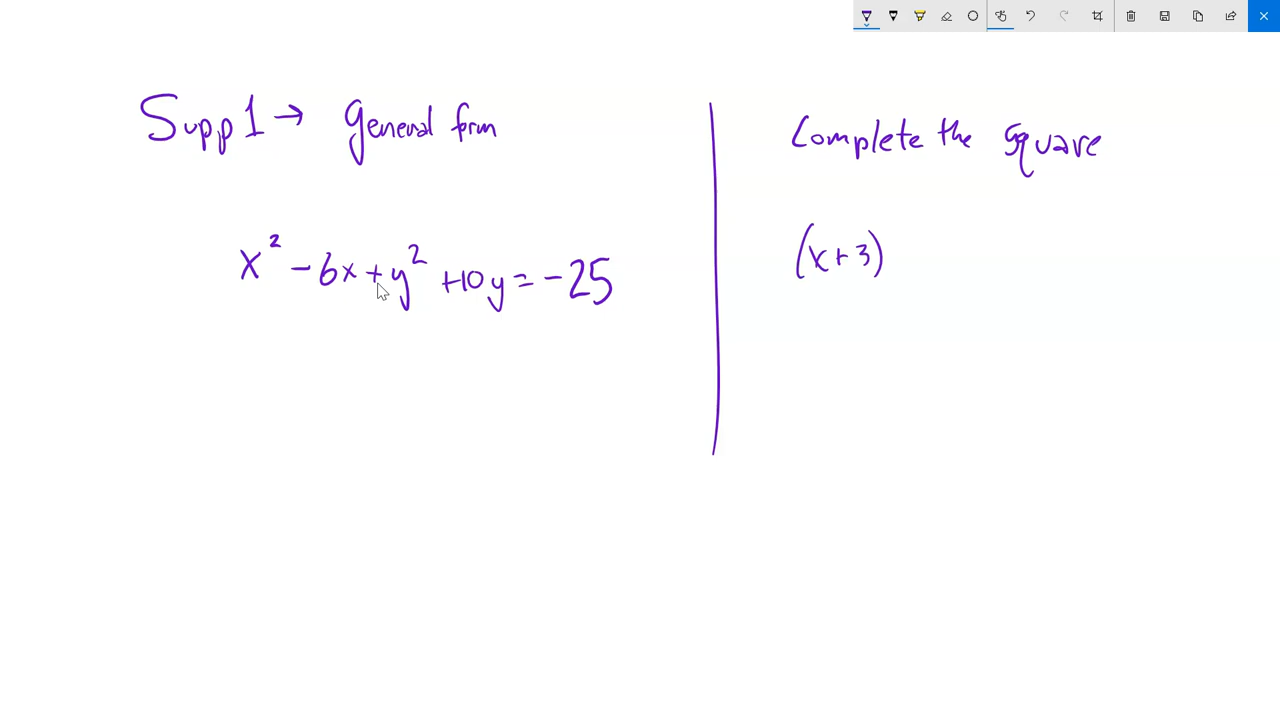 Supp 1 → General form
x² - 6x + y² + 10y = -25
Complete the square
(x + 3)